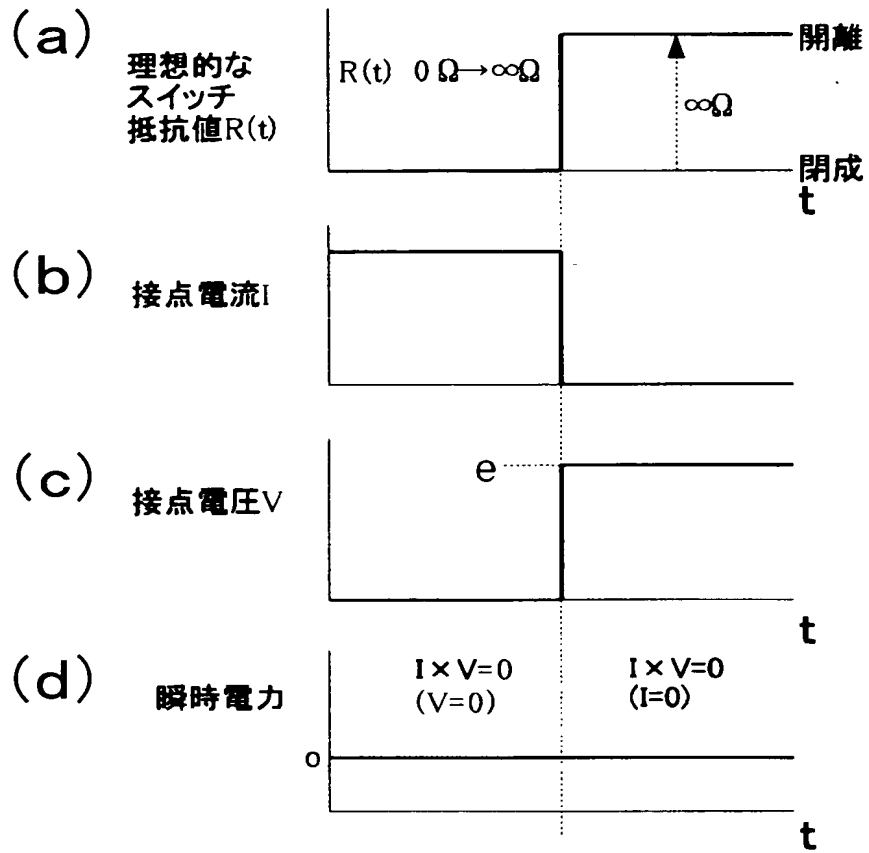 (a)
理想的な
スイッチ
抵抗値R(t)
R(t) 0Ω→∞Ω
開離
∞Ω
閉成
t
(b)
接点電流I
(c)
接点電圧V
e
t
(d)
瞬時電力
I×V=0
(V=0)
I×V=0
(I=0)
o
t